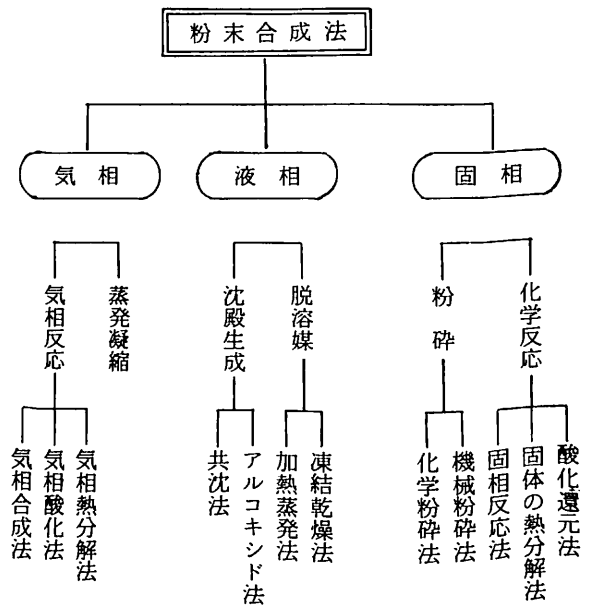 粉末合成法
気相
液相
固相
気相反応
蒸発凝縮
沈殿生成
脱溶媒
粉砕
化学反応
気相合成法
気相酸化法
気相熱分解法
共沈法
アルコキシド法
加熱蒸発法
凍結乾燥法
化学粉砕法
機械粉砕法
固相反応法
固体の熱分解法
酸化還元法